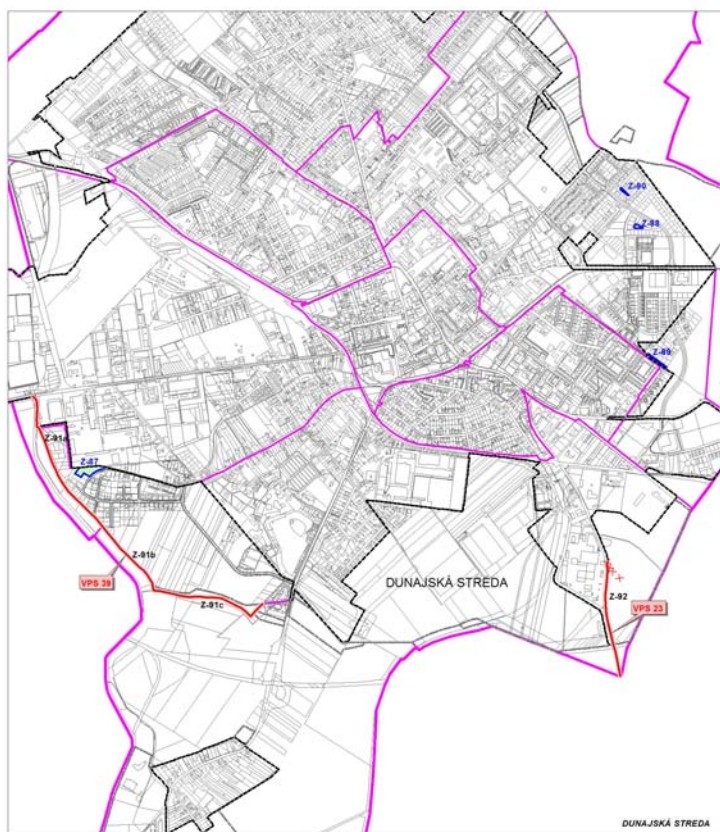 Z-90
Z-88
Z-89
Z-91a
Z-87
Z-91b
VPS 39
DUNAJSKÁ STREDA
Z-91c
Z-92
VPS 23
DUNAJSKÁ STREDA